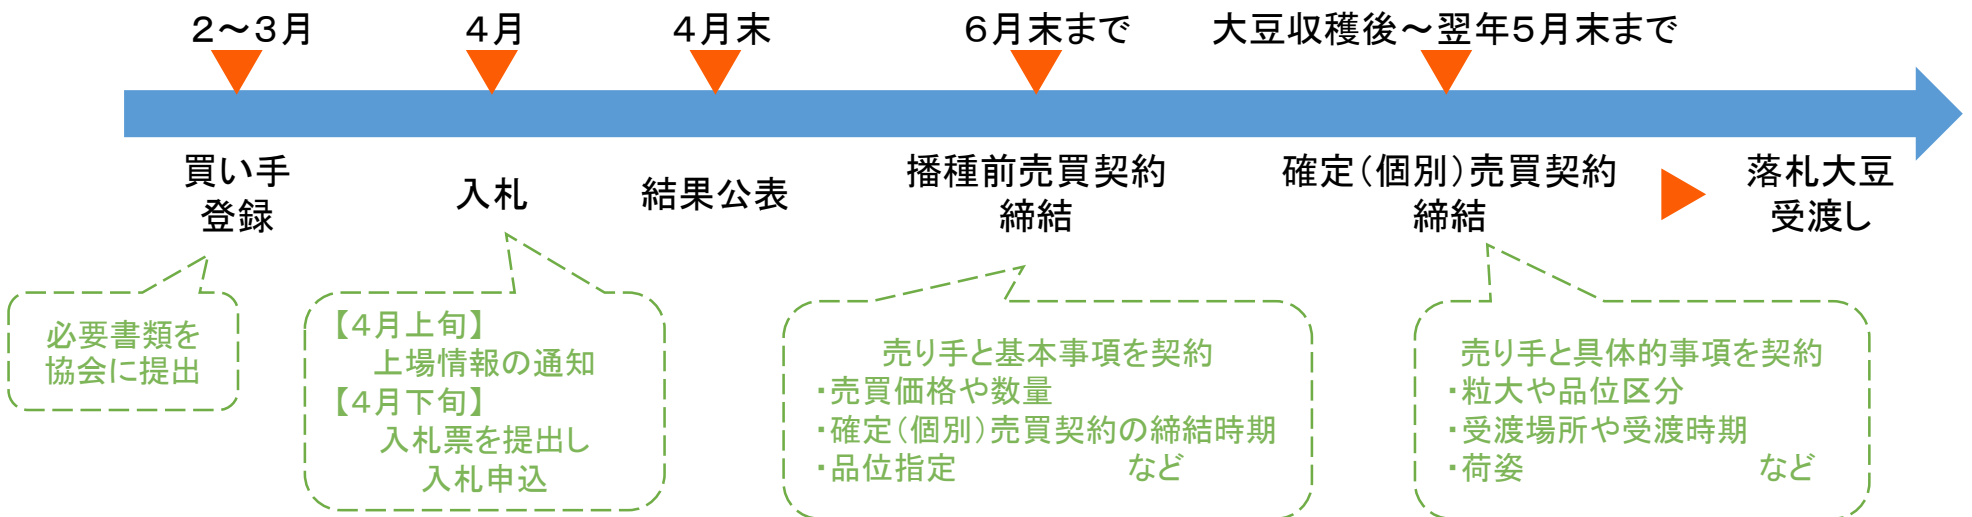 2～3月
4月
4月末
6月末まで
大豆収穫後～翌年5月末まで
買い手
登録
入札
結果公表
播種前売買契約
締結
確定（個別）売買契約
締結
落札大豆
受渡し
必要書類を
協会に提出
【4月上旬】
上場情報の通知
【4月下旬】
入札票を提出し
入札申込
売り手と基本事項を契約
・売買価格や数量
・確定（個別）売買契約の締結時期
・品位指定　　　　など
売り手と具体的事項を契約
・粒大や品位区分
・受渡場所や受渡時期
・荷姿　　　　　　など